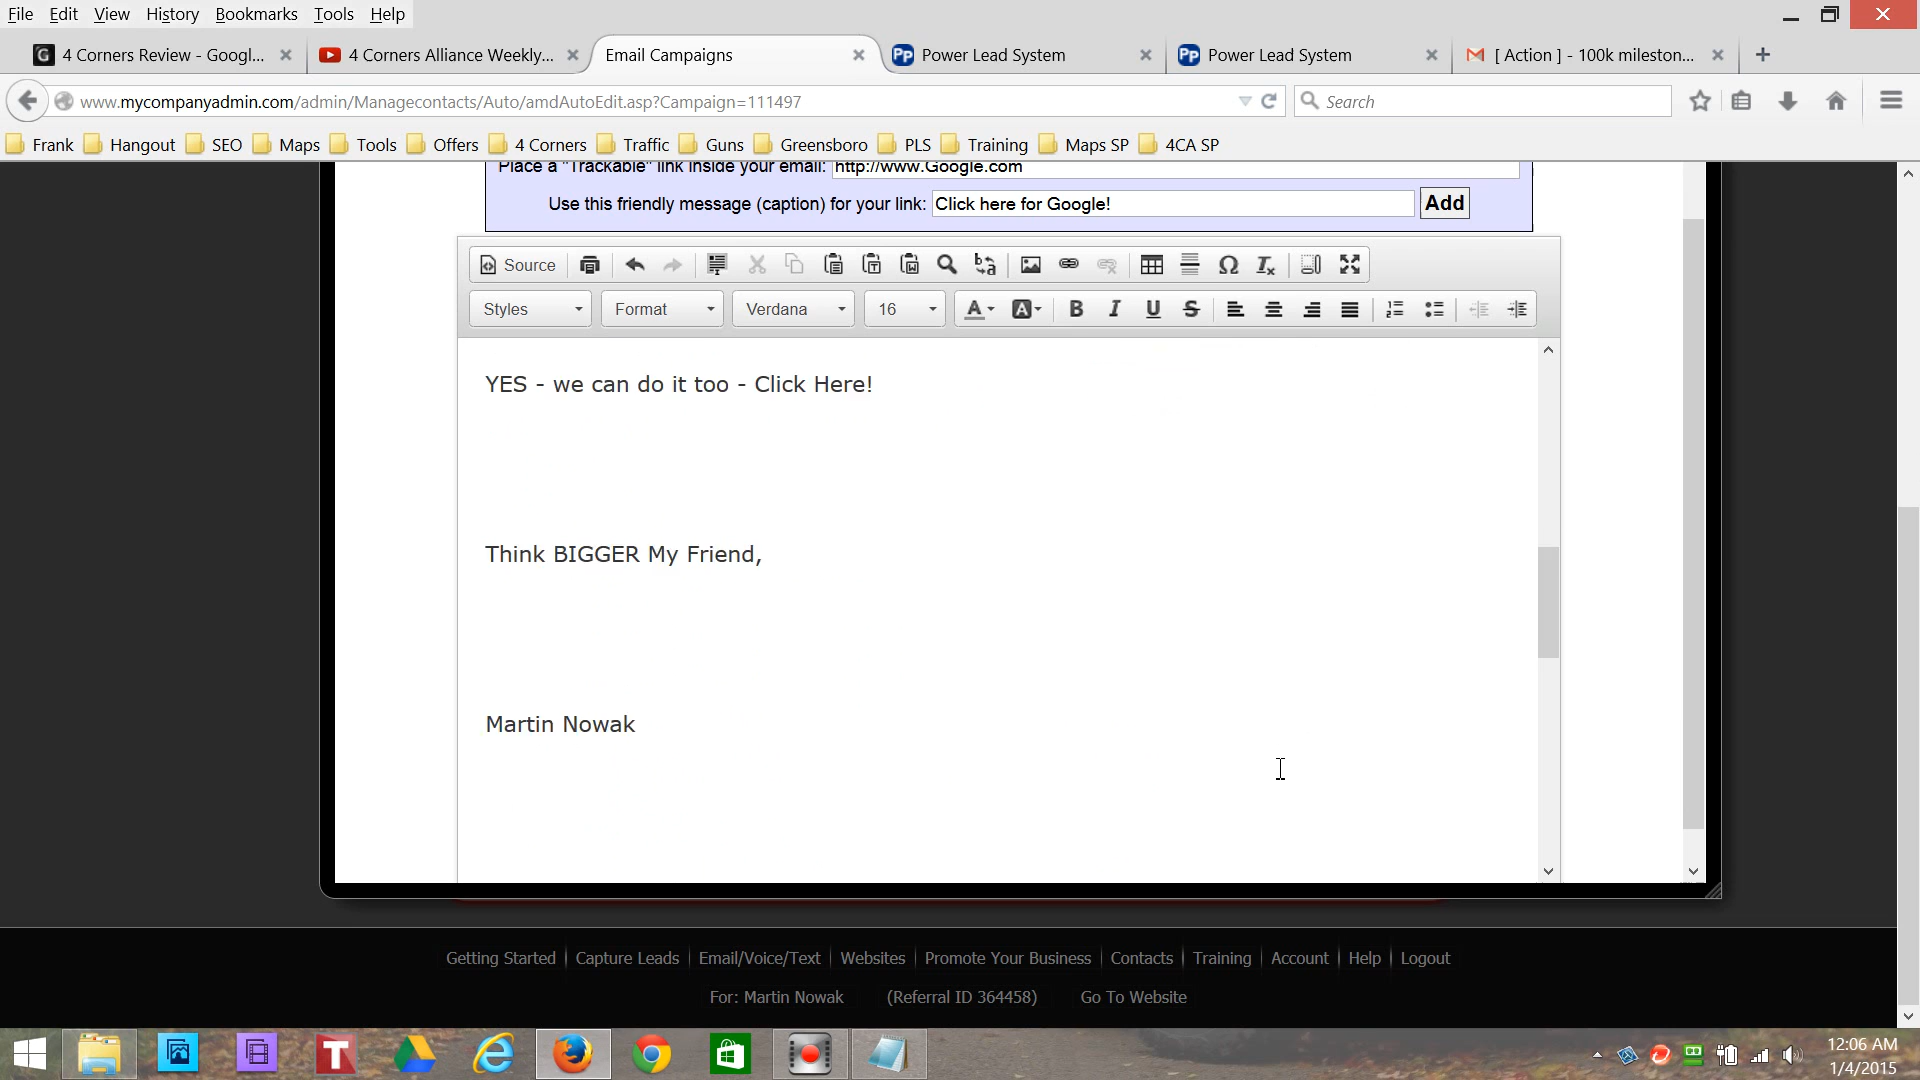 File Edit View History Bookmarks Tools Help
4 Corners Review - Googl... 4 Corners Alliance Weekly... Email Campaigns Power Lead System Power Lead System [ Action ] - 100k mileston...
www.mycompanyadmin.com/admin/Managecontacts/Auto/amdAutoEdit.asp?Campaign=111497 Search
Frank Hangout SEO Maps Tools Offers 4 Corners Traffic Guns Greensboro PLS Training Maps SP 4CA SP
Place a "Trackable" link inside your email: http://www.Google.com
Use this friendly message (caption) for your link: Click here for Google! Add
Source
Styles Format Verdana 16
YES - we can do it too - Click Here!
Think BIGGER My Friend,
Martin Nowak
Getting Started Capture Leads Email/Voice/Text Websites Promote Your Business Contacts Training Account Help Logout
For: Martin Nowak (Referral ID 364458) Go To Website
12:06 AM
1/4/2015